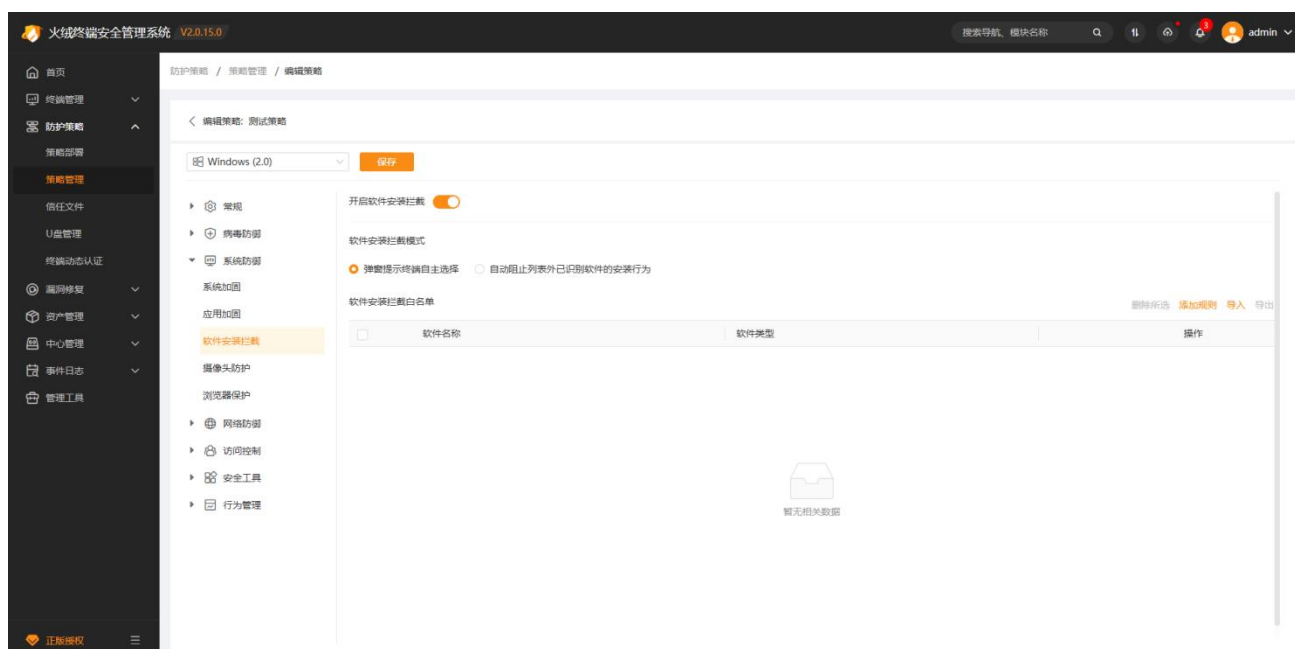 火绒终端安全管理系统 V2.0.15.0
搜索导航、模块名称
3
admin
首页
终端管理
防护策略
策略部署
策略管理
信任文件
U盘管理
终端动态认证
漏洞修复
资产管理
中心管理
事件日志
管理工具
正版授权
防护策略 / 策略管理 / 编辑策略
编辑策略: 测试策略
Windows (2.0)
保存
常规
病毒防御
系统防御
系统加固
应用加固
软件安装拦截
摄像头防护
浏览器保护
网络防御
访问控制
安全工具
行为管理
开启软件安装拦截
软件安装拦截模式
弹窗提示终端自主选择 自动阻止列表外已识别软件的安装行为
软件安装拦截白名单
删除所选 添加规则 导入 导出
软件名称 软件类型 操作
暂无相关数据